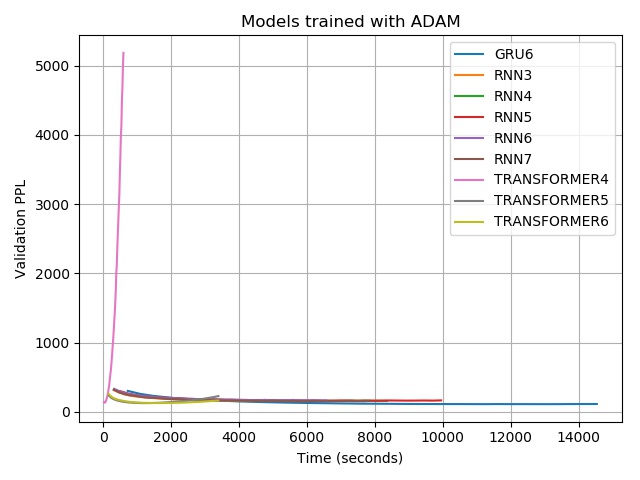 Models trained with ADAM
GRU6
RNN3
RNN4
RNN5
RNN6
RNN7
TRANSFORMER4
TRANSFORMER5
TRANSFORMER6
Validation PPL
5000
4000
3000
2000
1000
0
0 2000 4000 6000 8000 10000 12000 14000
Time (seconds)